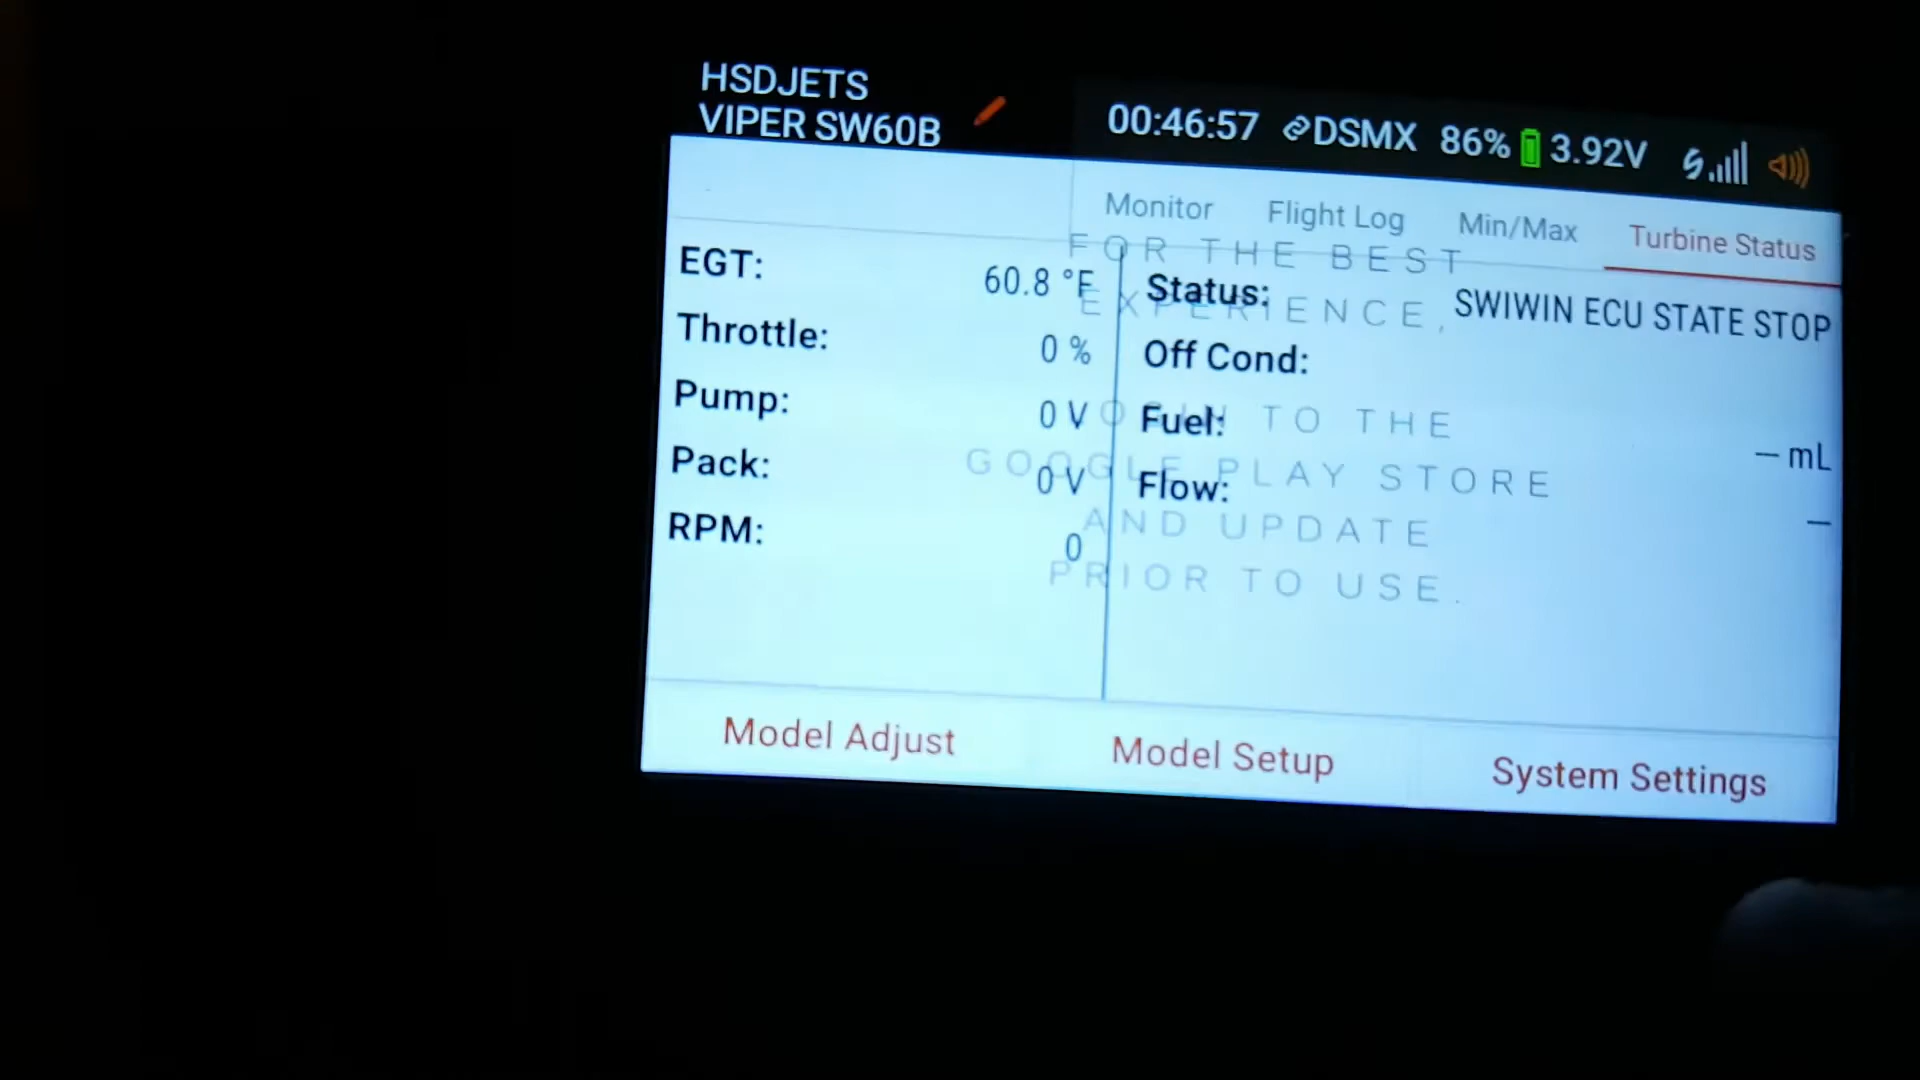 HSDJETS
VIPER SW60B
00:46:57 DSMX 86% 3.92V
Monitor Flight Log Min/Max Turbine Status
EGT: 60.8 °F
Throttle: 0 %
Pump: 0 V
Pack: 0 V
RPM: 0
Status: SWIWIN ECU STATE STOP
Off Cond:
Fuel: – mL
Flow: –
FOR THE BEST
EXPERIENCE,
TO THE
GOOGLE PLAY STORE
AND UPDATE
PRIOR TO USE.
Model Adjust Model Setup System Settings